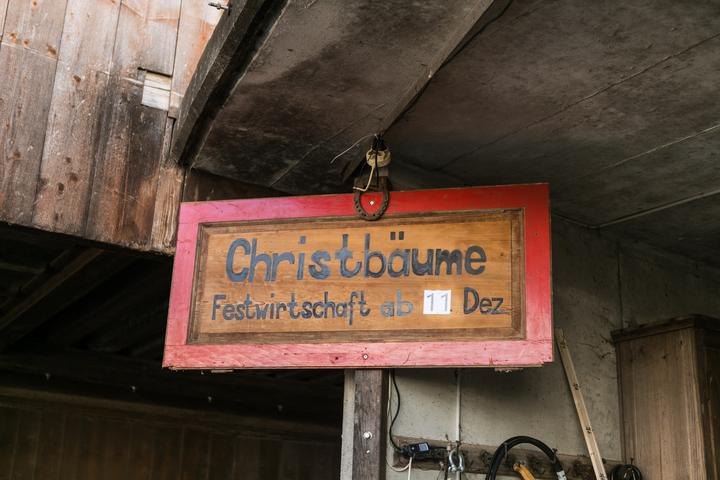 Christbäume
Festwirtschaft ab 11. Dez